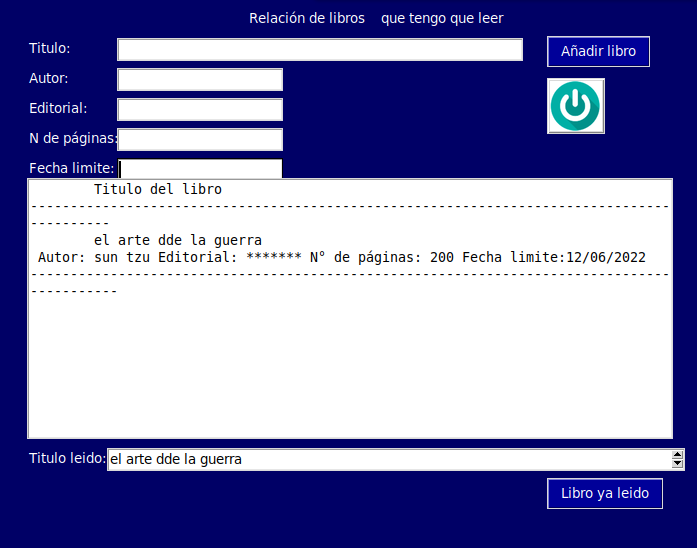 Relación de libros    que tengo que leer
Titulo:
Añadir libro
Autor:
Editorial:
N de páginas:
Fecha limite:
Titulo del libro
--------------------------------------------------------------------------------
----------
el arte dde la guerra
Autor: sun tzu Editorial: ******* N° de páginas: 200 Fecha limite:12/06/2022
--------------------------------------------------------------------------------
-----------
Titulo leido: el arte dde la guerra
Libro ya leido